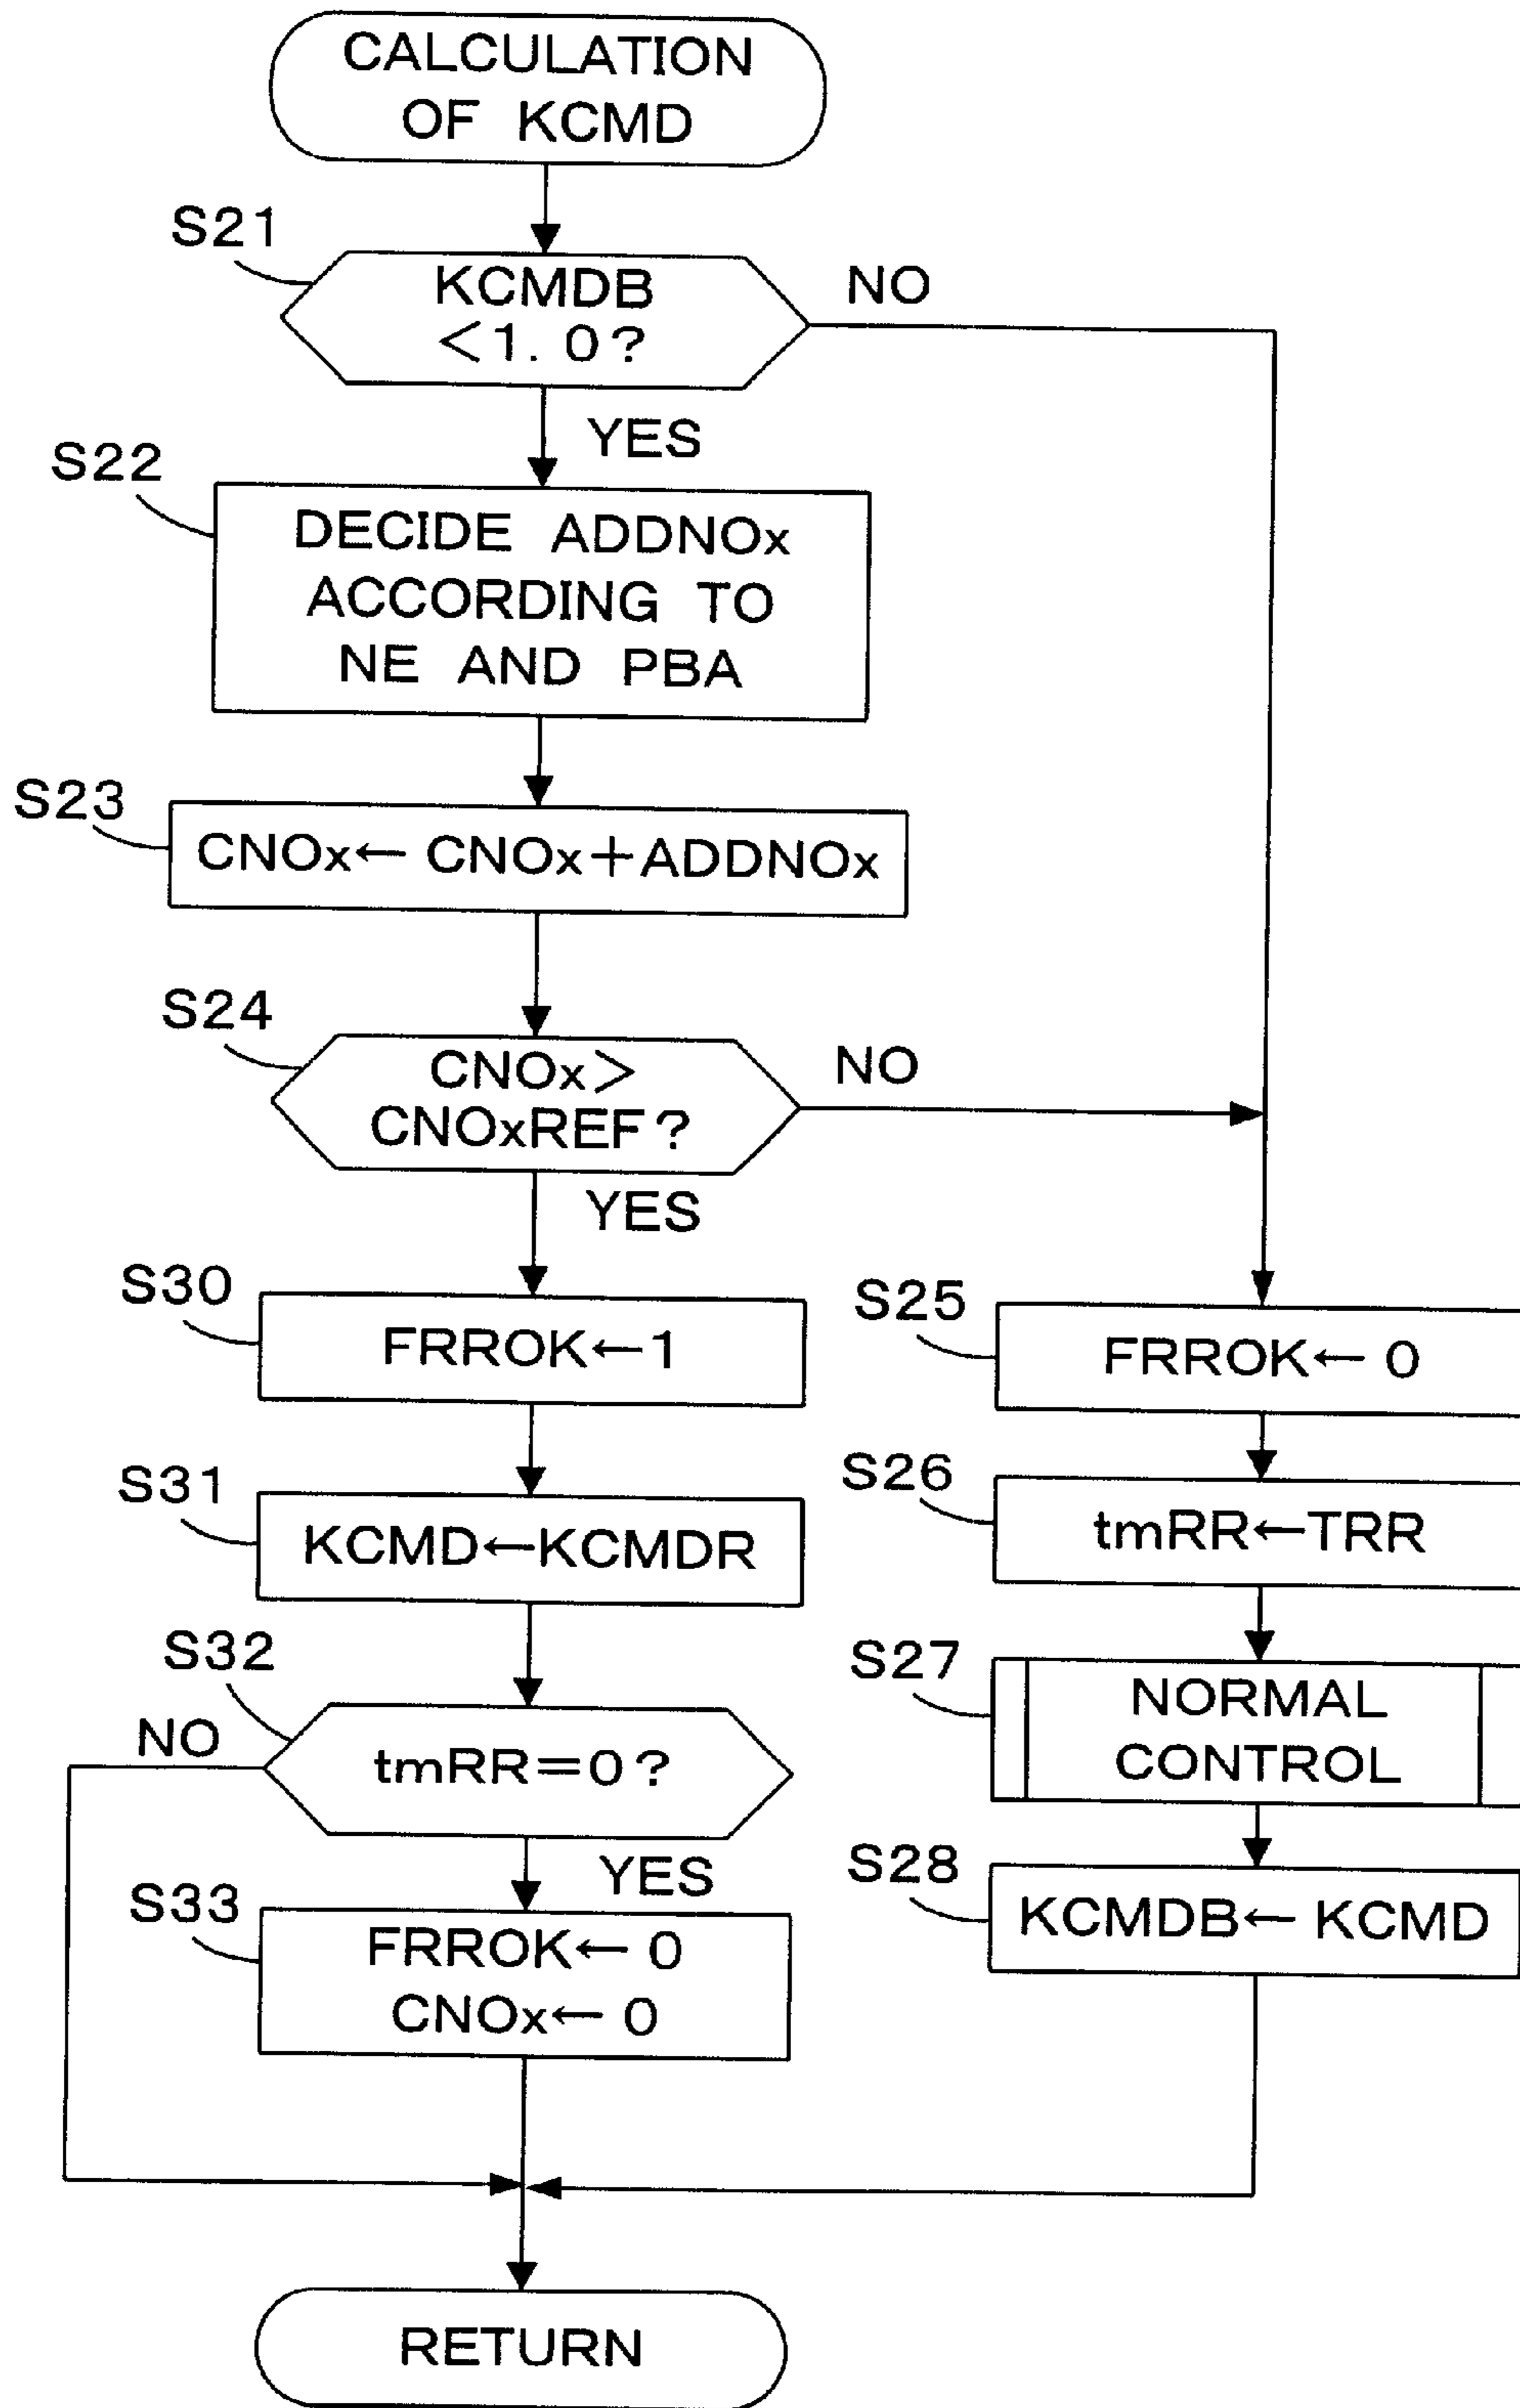 CALCULATION
OF KCMD
S21
KCMDB
<1.0?
NO
YES
S22
DECIDE ADDNOx
ACCORDING TO
NE AND PBA
S23
CNOx← CNOx+ADDNOx
S24
CNOx>
CNOxREF?
NO
YES
S30
FRROK←1
S31
KCMD←KCMDR
S32
NO
tmRR=0?
YES
S33
FRROK← 0
CNOx← 0
S25
FRROK← 0
S26
tmRR←TRR
S27
NORMAL
CONTROL
S28
KCMDB← KCMD
RETURN